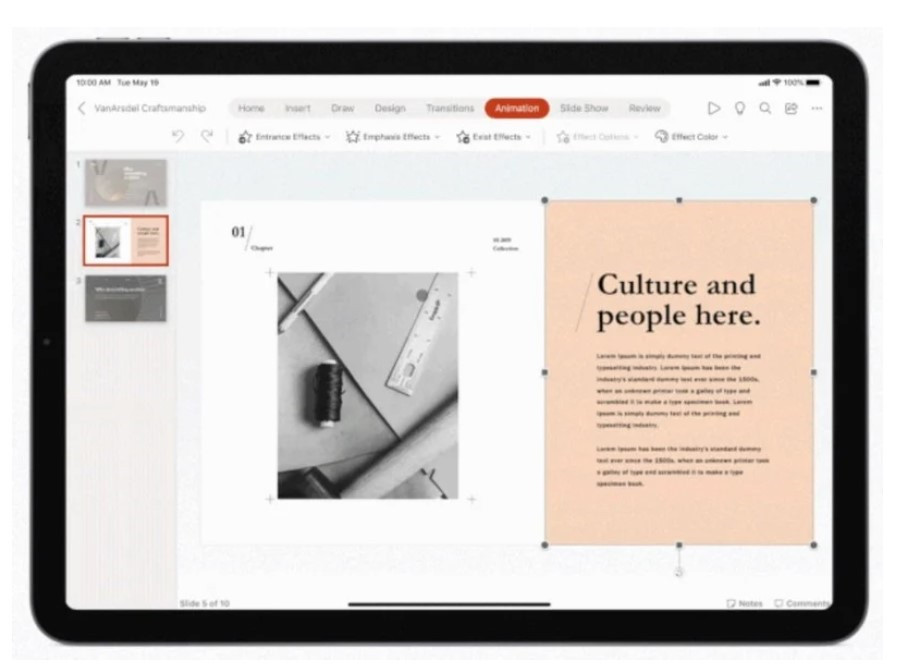 10:00 AM Tue May 19
100%
VanArsdel Craftsmanship
Home Insert Draw Design Transitions Animation Slide Show Review
Entrance Effects Emphasis Effects Exist Effects Effect Options Effect Color
1
2
Culture and
people here.
3
01
Chapter
Collection
Culture and
people here.
Lorem Ipsum is simply dummy text of the printing and
typesetting industry. Lorem Ipsum has been the
industry's standard dummy text ever since the 1500s,
when an unknown printer took a galley of type and
scrambled it to make a type specimen book. Lorem
Ipsum is simply dummy text of the printing and
typesetting industry.
Lorem Ipsum has been the industry's standard dummy
text ever since the 1500s, when an unknown printer took
a galley of type and scrambled it to make a type
specimen book.
Slide 5 of 10
Notes Comments